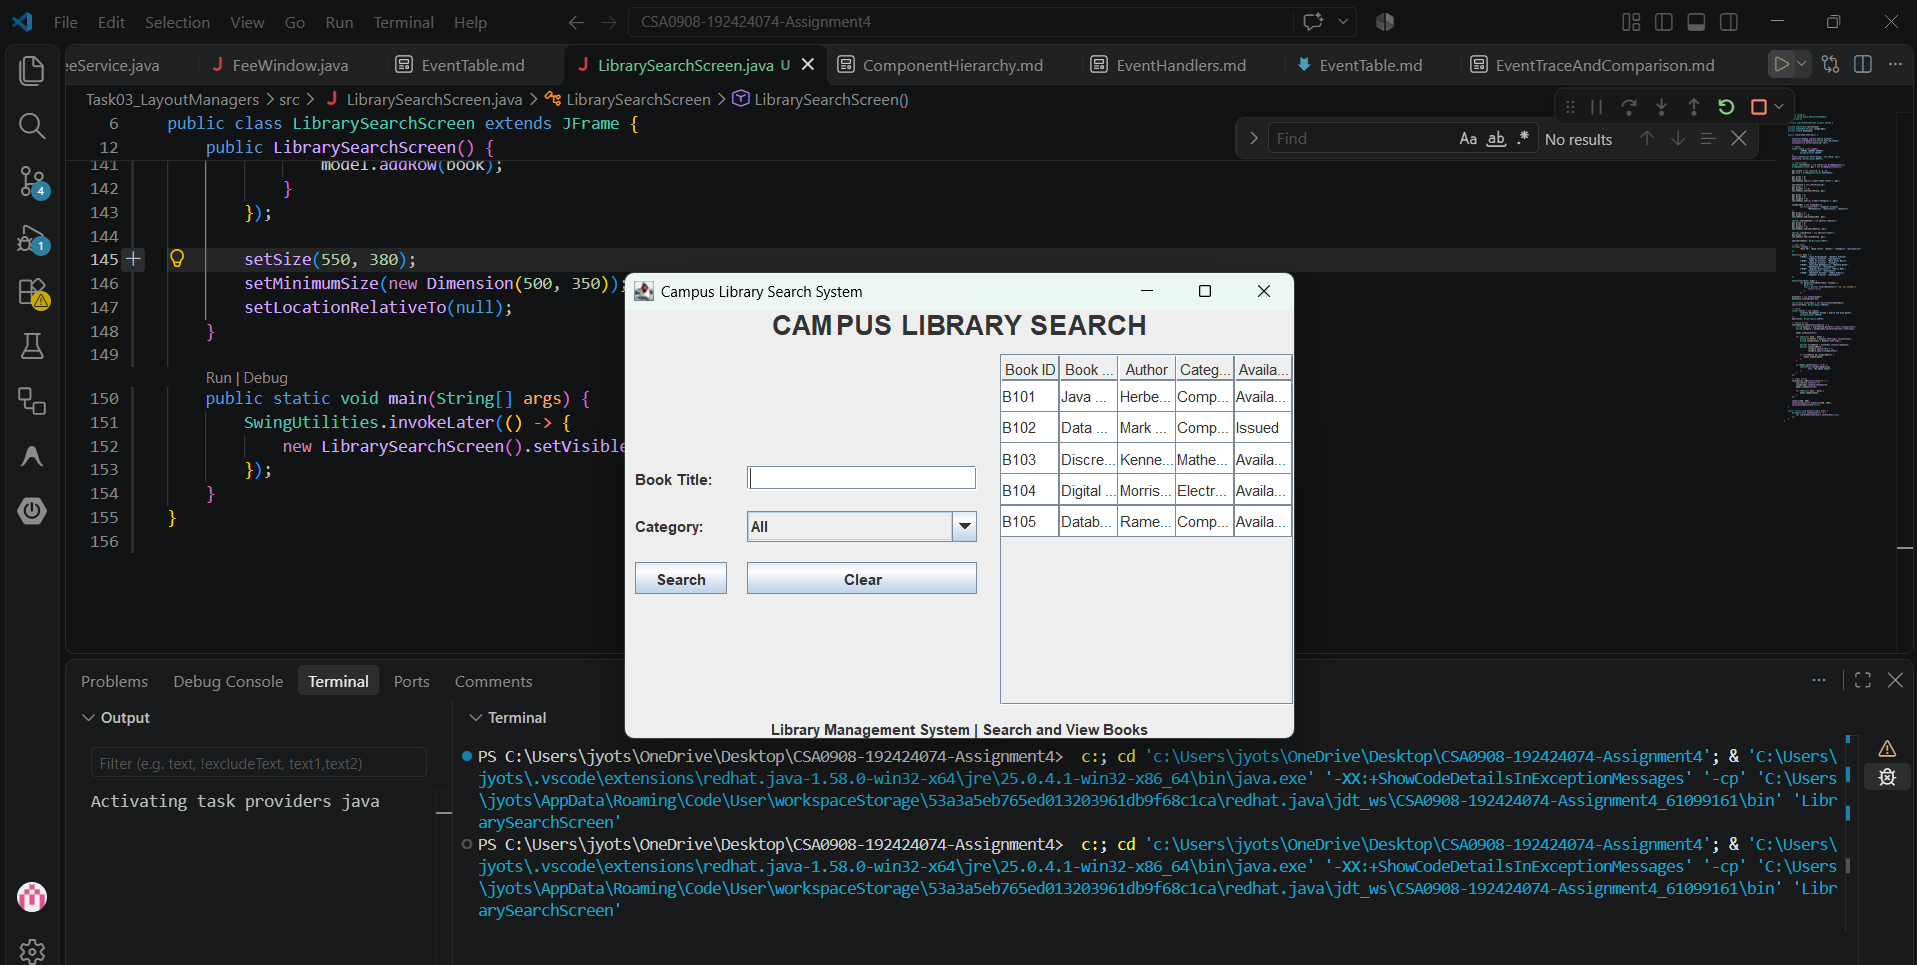 File Edit Selection View Go Run Terminal Help
CSA0908-192424074-Assignment4
eeService.java
FeeWindow.java
EventTable.md
LibrarySearchScreen.java U
ComponentHierarchy.md
EventHandlers.md
EventTable.md
EventTraceAndComparison.md
Task03_LayoutManagers > src > LibrarySearchScreen.java > LibrarySearchScreen > LibrarySearchScreen()
Find Aa ab .* No results
6 public class LibrarySearchScreen extends JFrame {
12 public LibrarySearchScreen() {
141 model.addRow(book);
142 }
143 });
144
145 setSize(550, 380);
146 setMinimumSize(new Dimension(500, 350));
147 setLocationRelativeTo(null);
148 }
149
Run | Debug
150 public static void main(String[] args) {
151 SwingUtilities.invokeLater(() -> {
152 new LibrarySearchScreen().setVisible
153 });
154 }
155 }
156
4
1
Campus Library Search System
CAMPUS LIBRARY SEARCH
Book Title:
Category: All
Search Clear
Book ID Book ... Author Categ... Availa...
B101 Java ... Herbe... Comp... Availa...
B102 Data ... Mark ... Comp... Issued
B103 Discre... Kenne... Mathe... Availa...
B104 Digital ... Morris... Electr... Availa...
B105 Datab... Rame... Comp... Availa...
Library Management System | Search and View Books
Problems Debug Console Terminal Ports Comments
Output
Filter (e.g. text, !excludeText, text1,text2)
Activating task providers java
Terminal
PS C:\Users\jyots\OneDrive\Desktop\CSA0908-192424074-Assignment4> c:; cd 'c:\Users\jyots\OneDrive\Desktop\CSA0908-192424074-Assignment4'; & 'C:\Users\
jyots\.vscode\extensions\redhat.java-1.58.0-win32-x64\jre\25.0.4.1-win32-x86_64\bin\java.exe' '-XX:+ShowCodeDetailsInExceptionMessages' '-cp' 'C:\Users
\jyots\AppData\Roaming\Code\User\workspaceStorage\53a3a5eb765ed013203961db9f68c1ca\redhat.java\jdt_ws\CSA0908-192424074-Assignment4_61099161\bin' 'Libr
arySearchScreen'
PS C:\Users\jyots\OneDrive\Desktop\CSA0908-192424074-Assignment4> c:; cd 'c:\Users\jyots\OneDrive\Desktop\CSA0908-192424074-Assignment4'; & 'C:\Users\
jyots\.vscode\extensions\redhat.java-1.58.0-win32-x64\jre\25.0.4.1-win32-x86_64\bin\java.exe' '-XX:+ShowCodeDetailsInExceptionMessages' '-cp' 'C:\Users
\jyots\AppData\Roaming\Code\User\workspaceStorage\53a3a5eb765ed013203961db9f68c1ca\redhat.java\jdt_ws\CSA0908-192424074-Assignment4_61099161\bin' 'Libr
arySearchScreen'